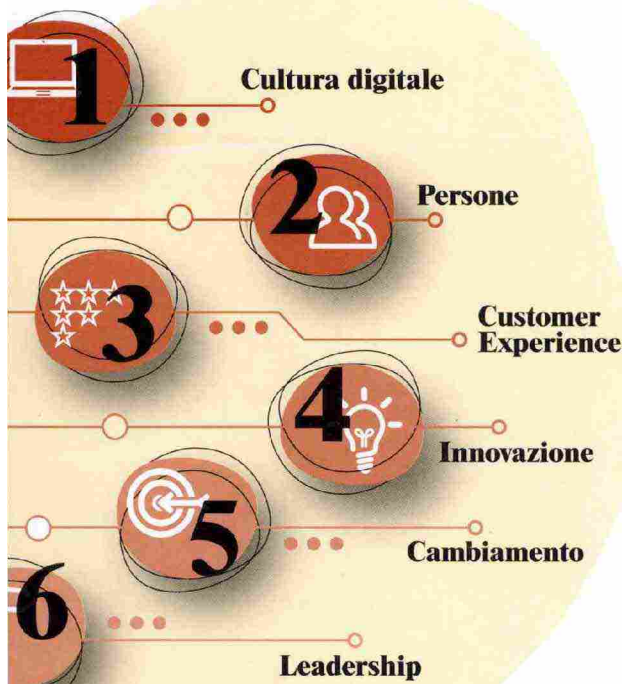 1
Cultura digitale
2
Persone
3
Customer
Experience
4
Innovazione
5
Cambiamento
6
Leadership